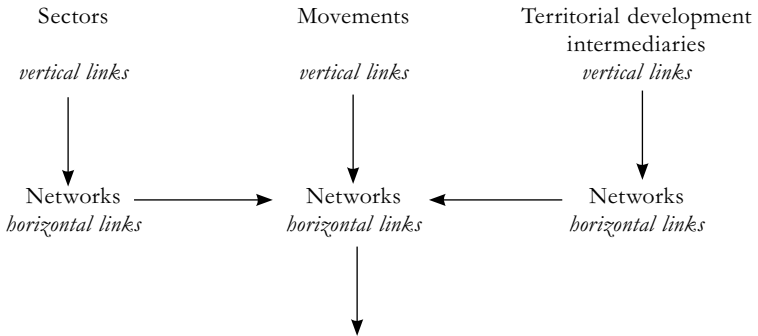 Sectors
Movements
Territorial development
intermediaries
vertical links
vertical links
vertical links
Networks
Networks
Networks
horizontal links
horizontal links
horizontal links